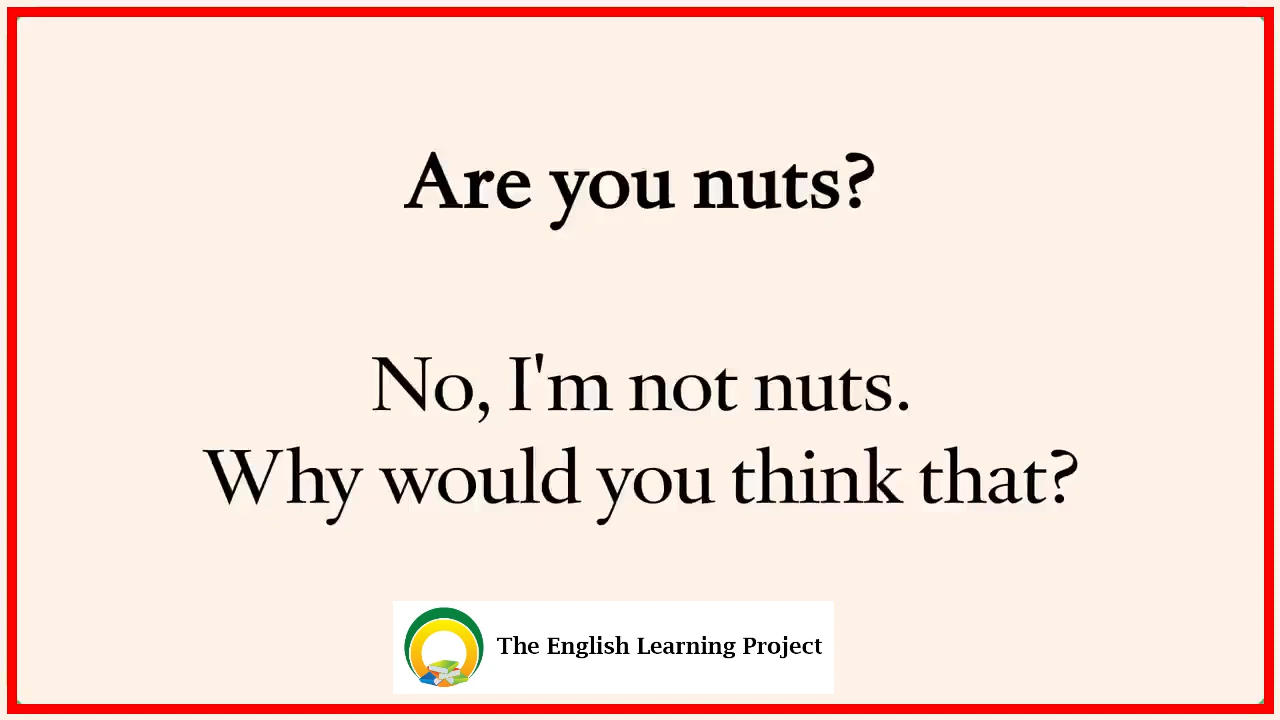 Are you nuts?
No, I'm not nuts.
Why would you think that?
The English Learning Project